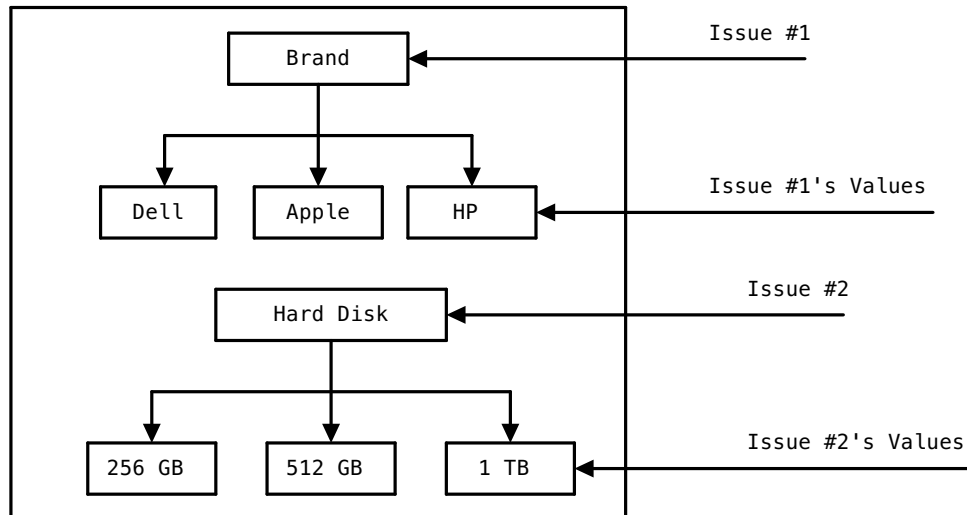 Issue #1
Brand
Issue #1's Values
Dell Apple HP
Issue #2
Hard Disk
Issue #2's Values
256 GB 512 GB 1 TB